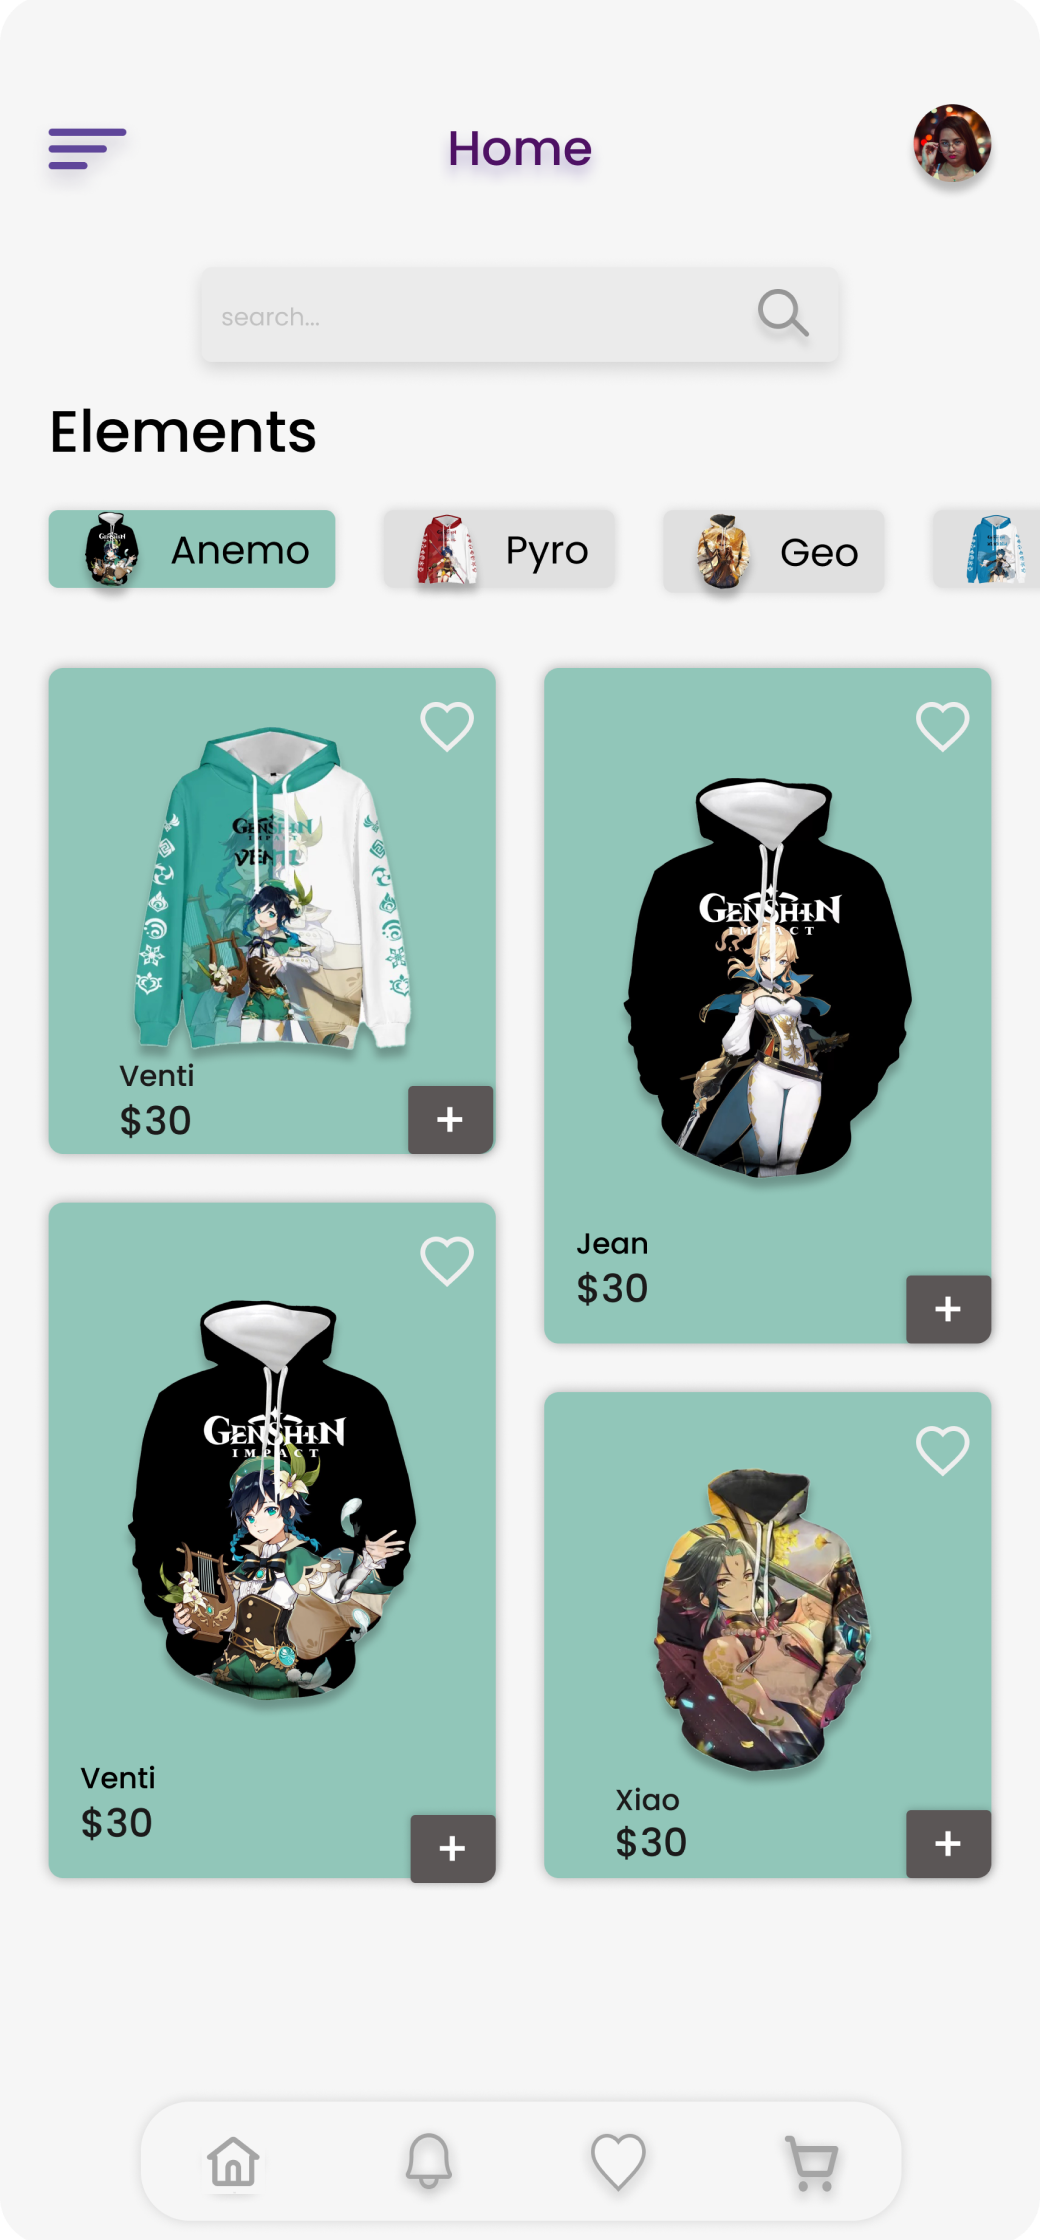 Home
search...
Elements
Anemo
Pyro
Geo
GENSHIN
IMPACT
VENTI
Venti
$30
+
GENSHIN
IMPACT
Jean
$30
+
GENSHIN
IMPACT
Venti
$30
+
Xiao
$30
+